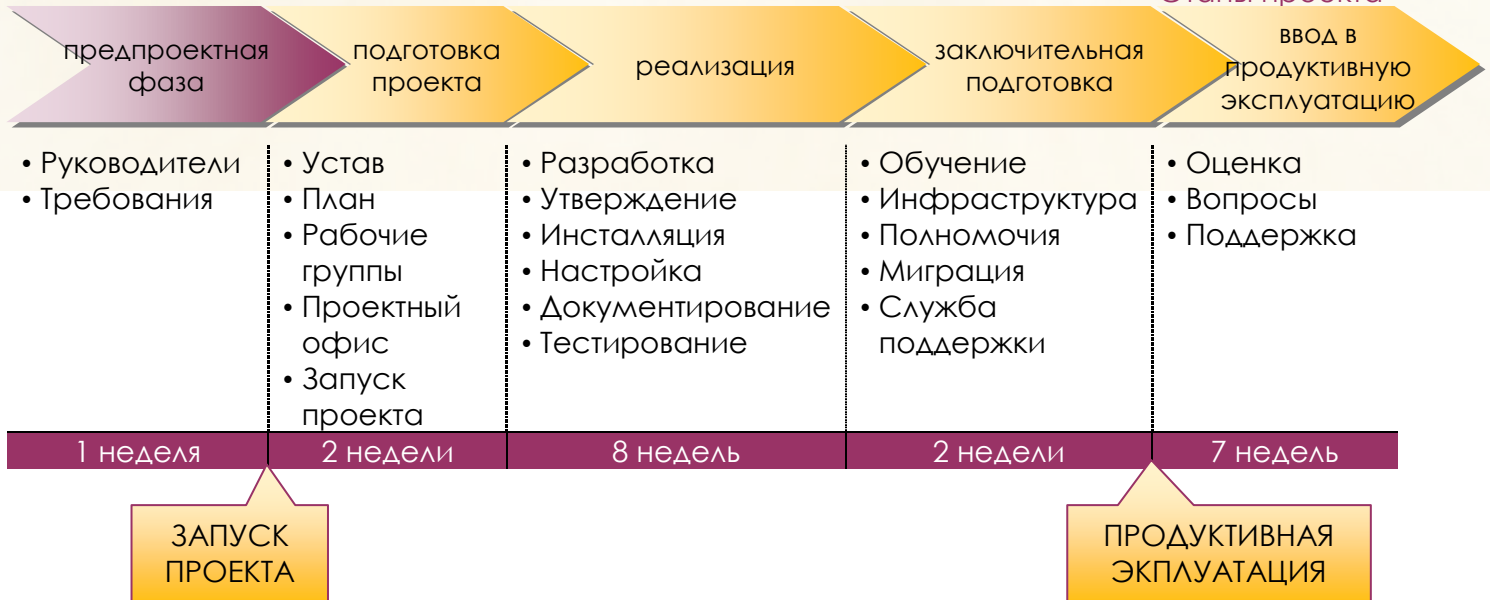 Этапы проекта
предпроектная
фаза
подготовка
проекта
реализация
заключительная
подготовка
ввод в
продуктивную
эксплуатацию
• Руководители
• Требования
• Устав
• План
• Рабочие
группы
• Проектный
офис
• Запуск
проекта
• Разработка
• Утверждение
• Инсталляция
• Настройка
• Документирование
• Тестирование
• Обучение
• Инфраструктура
• Полномочия
• Миграция
• Служба
поддержки
• Оценка
• Вопросы
• Поддержка
1 неделя
2 недели
8 недель
2 недели
7 недель
ЗАПУСК
ПРОЕКТА
ПРОДУКТИВНАЯ
ЭКПЛУАТАЦИЯ